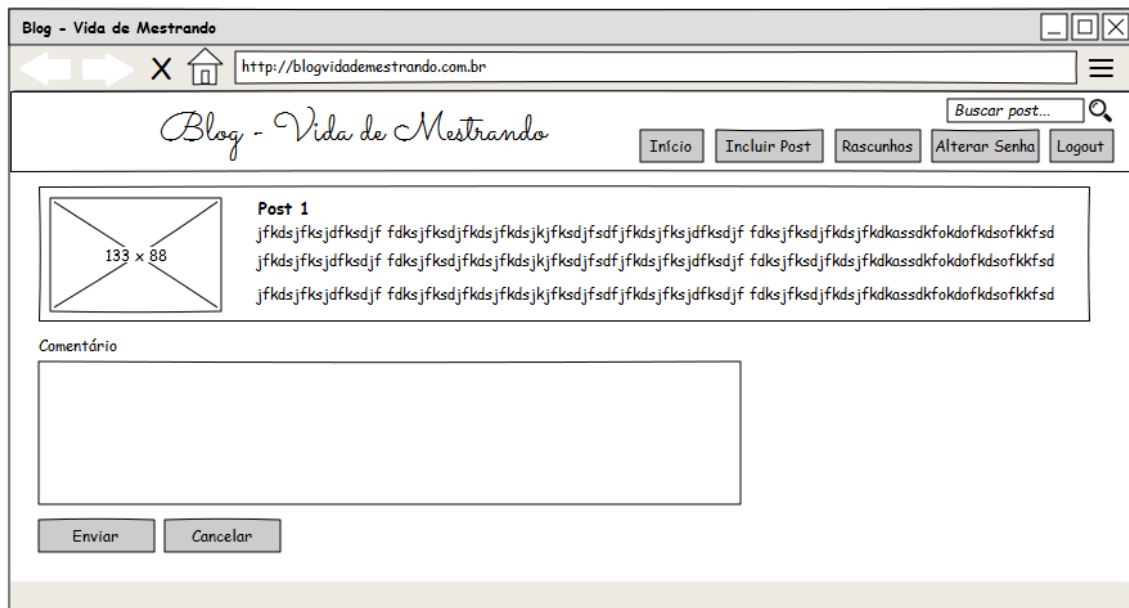 Blog - Vida de Mestrando
http://blogvidademestrando.com.br
Blog - Vida de Mestrando
Buscar post...
Início Incluir Post Rascunhos Alterar Senha Logout
133 x 88
Post 1
jfkdsjfksjdfksdjf fdksjfksdjfkdsjfkdsjkjfksdjfsdfjfkdsjfksjdfksdjf fdksjfksdjfkdsjfkdkassdkfokdofkdsofkkfsd
jfkdsjfksjdfksdjf fdksjfksdjfkdsjfkdsjkjfksdjfsdfjfkdsjfksjdfksdjf fdksjfksdjfkdsjfkdkassdkfokdofkdsofkkfsd
jfkdsjfksjdfksdjf fdksjfksdjfkdsjfkdsjkjfksdjfsdfjfkdsjfksjdfksdjf fdksjfksdjfkdsjfkdkassdkfokdofkdsofkkfsd
Comentário
Enviar Cancelar